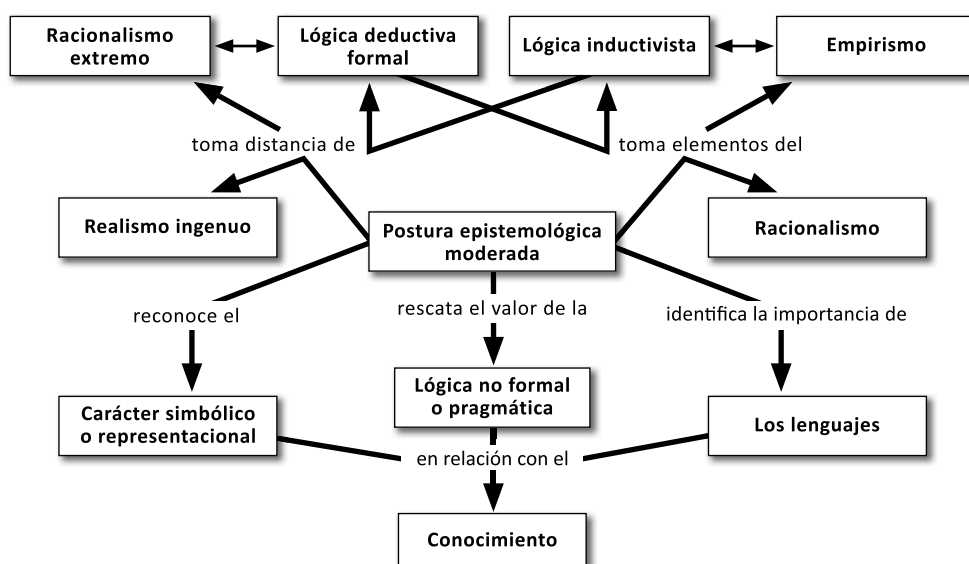 Racionalismo
extremo
Lógica deductiva
formal
Lógica inductivista
Empirismo
toma distancia de
toma elementos del
Realismo ingenuo
Postura epistemológica
moderada
Racionalismo
reconoce el
rescata el valor de la
identifica la importancia de
Carácter simbólico
o representacional
Lógica no formal
o pragmática
Los lenguajes
en relación con el
Conocimiento